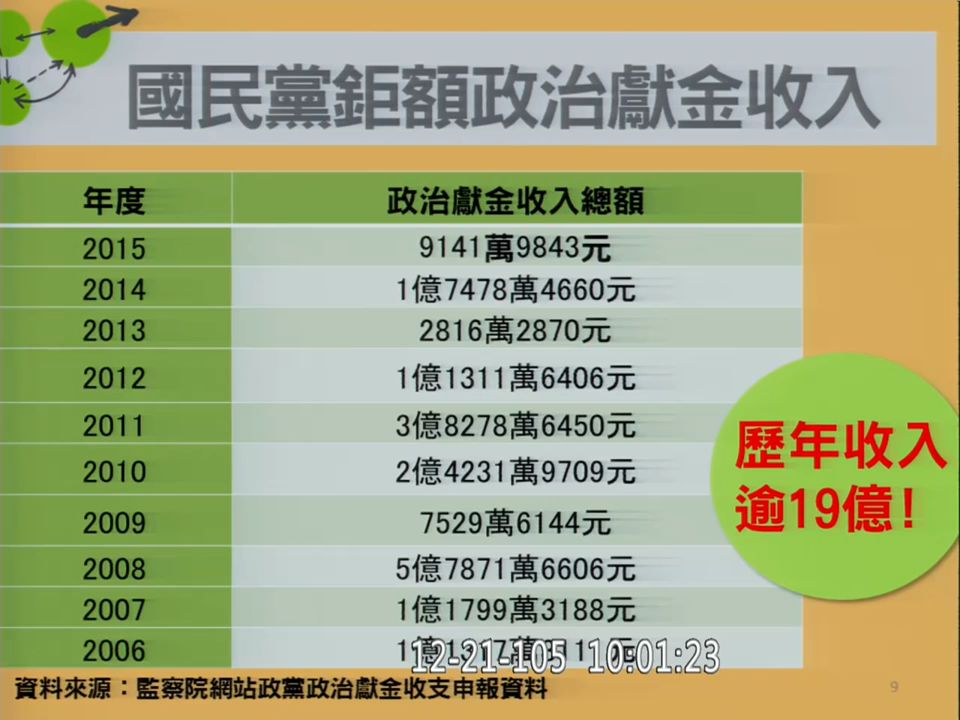 國民黨鉅額政治獻金收入
年度 政治獻金收入總額
2015 9141萬9843元
2014 1億7478萬4660元
2013 2816萬2870元
2012 1億1311萬6406元
2011 3億8278萬6450元
2010 2億4231萬9709元
2009 7529萬6144元
2008 5億7871萬6606元
2007 1億1799萬3188元
2006
歷年收入
逾19億!
12-21-105 10:01:23
資料來源：監察院網站政黨政治獻金收支申報資料
9